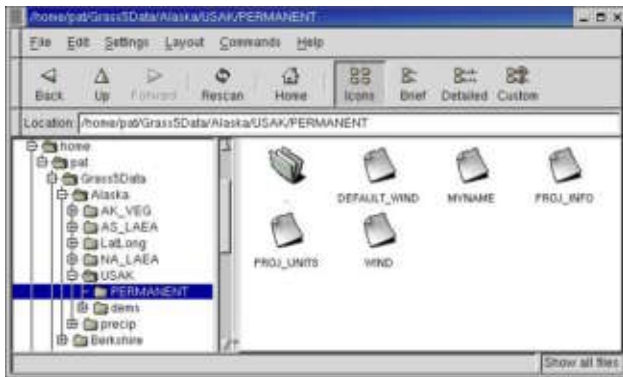 /home/pat/Grass5Data/Alaska/USAK/PERMANENT
File Edit Settings Layout Commands Help
Back Up Forward Rescan Home Icons Brief Detailed Custom
Location: /home/pat/Grass5Data/Alaska/USAK/PERMANENT
home
pat
Grass5Data
Alaska
AK_VEG
AS_LAEA
LatLong
NA_LAEA
USAK
PERMANENT
dems
precip
Berkshire
..
DEFAULT_WIND
MYNAME
PROJ_INFO
PROJ_UNITS
WIND
Show all files